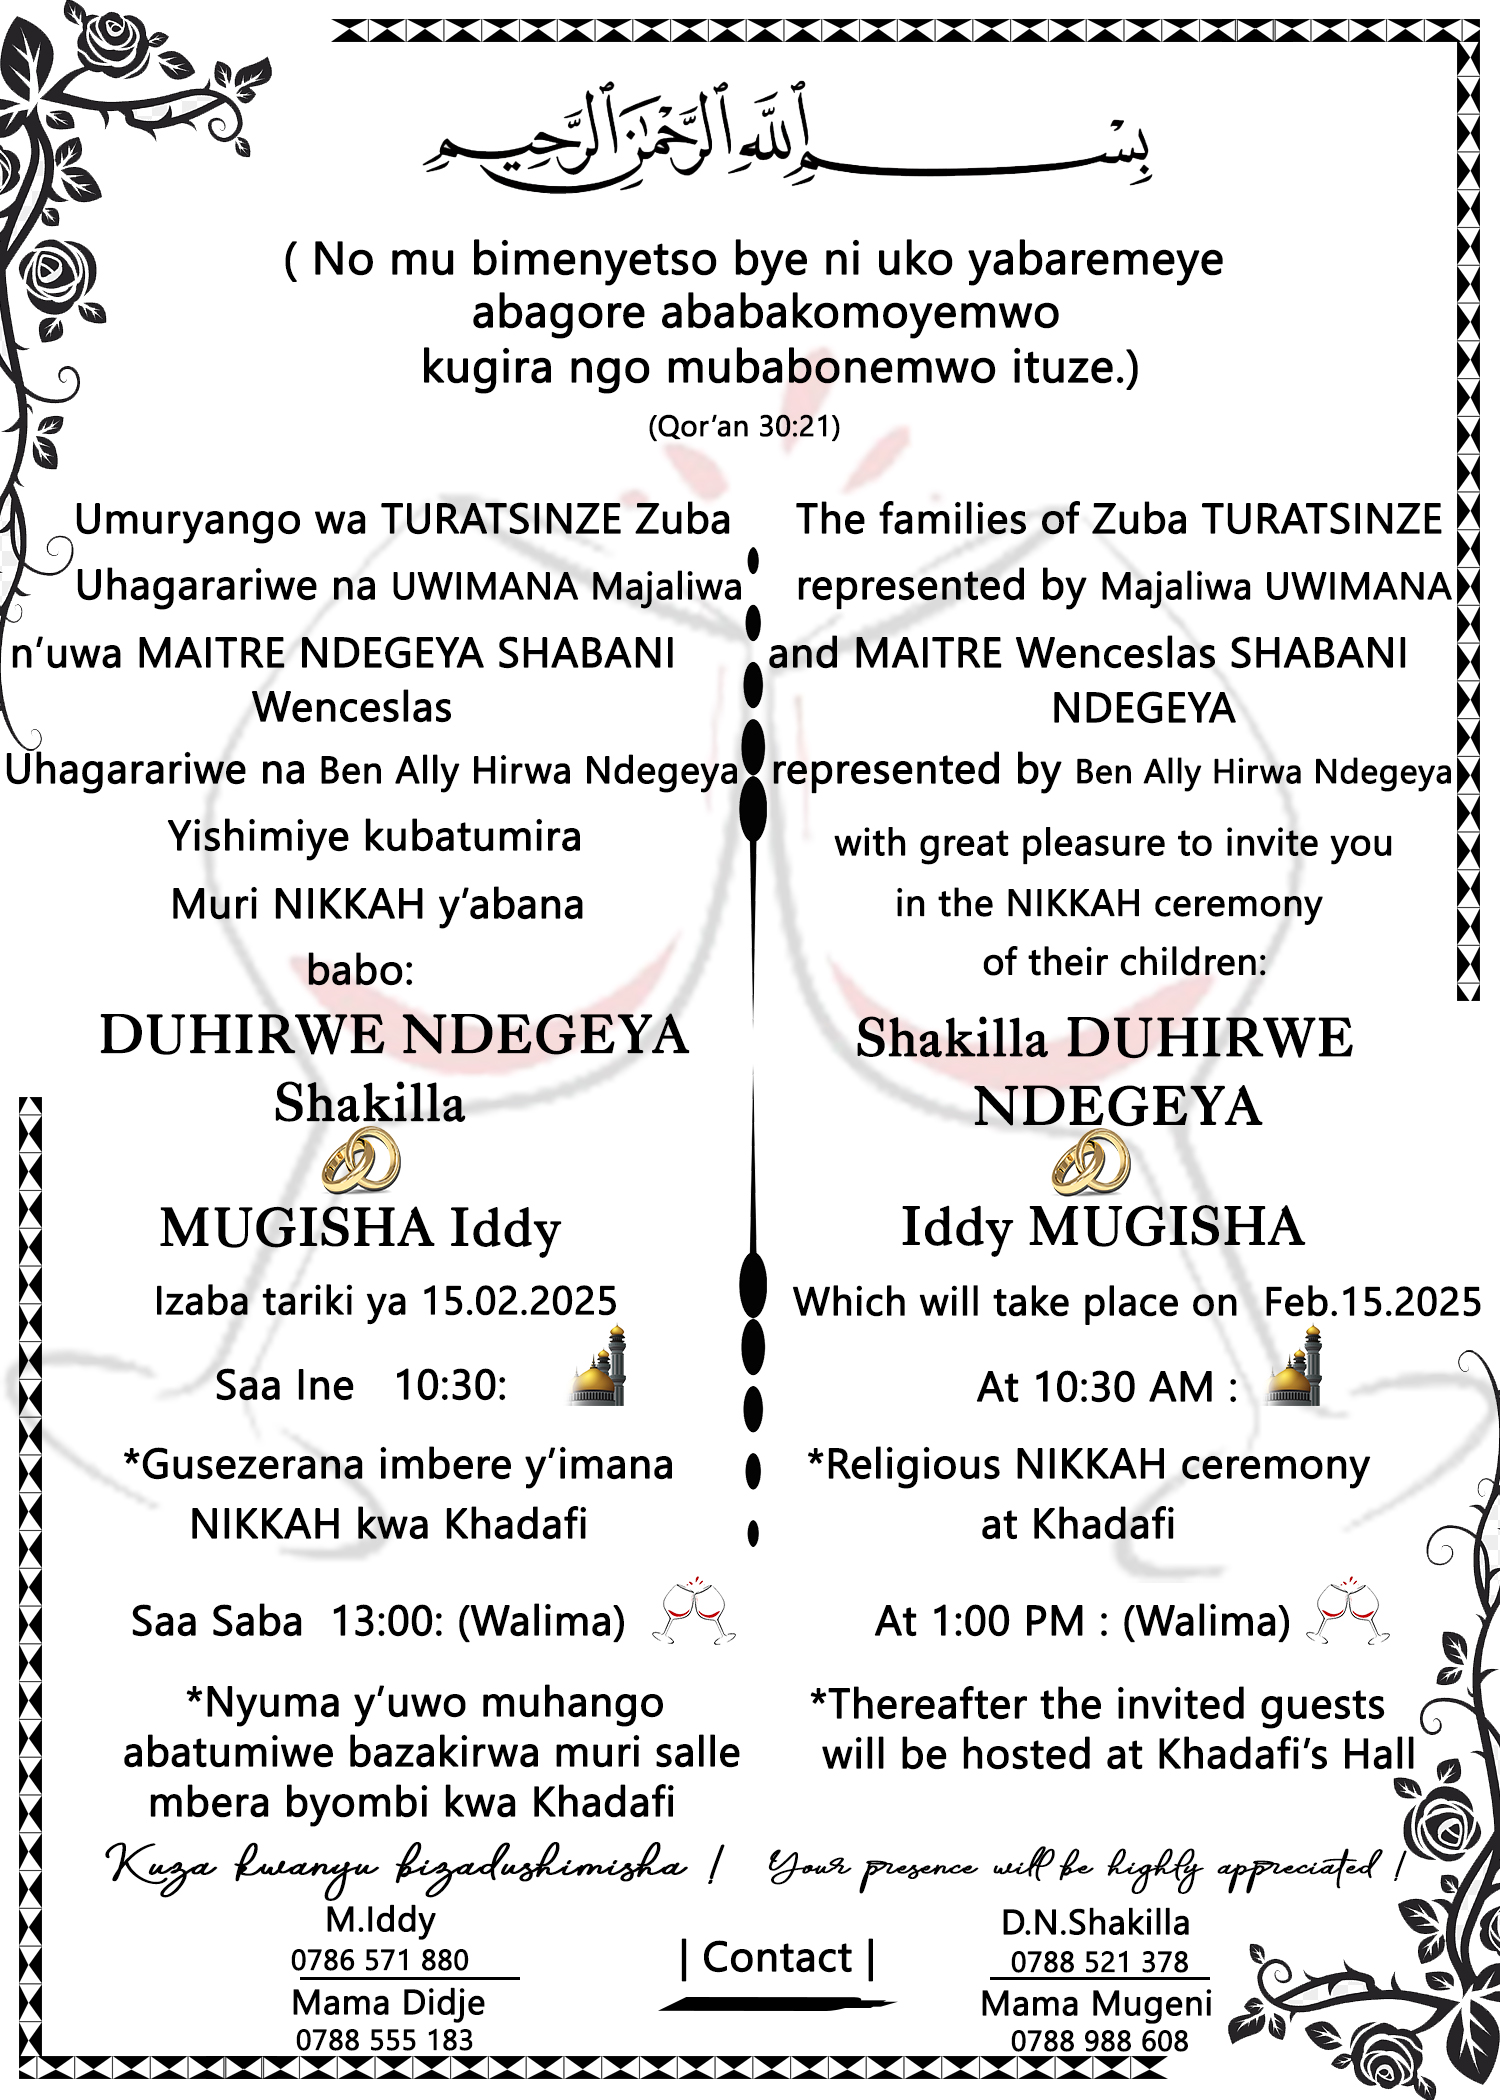 بِسْمِ ٱللَّهِ ٱلرَّحْمَٰنِ ٱلرَّحِيمِ
( No mu bimenyetso bye ni uko yabaremeye
abagore ababakomoyemwo
kugira ngo mubabonemwo ituze.)
(Qor’an 30:21)
Umuryango wa TURATSINZE Zuba
Uhagarariwe na UWIMANA Majaliwa
n’uwa MAITRE NDEGEYA SHABANI
Wenceslas
Uhagarariwe na Ben Ally Hirwa Ndegeya
Yishimiye kubatumira
Muri NIKKAH y’abana
babo:
DUHIRWE NDEGEYA
Shakilla
MUGISHA Iddy
Izaba tariki ya 15.02.2025
Saa Ine 10:30:
*Gusezerana imbere y’imana
NIKKAH kwa Khadafi
Saa Saba 13:00: (Walima)
*Nyuma y’uwo muhango
abatumiwe bazakirwa muri salle
mbera byombi kwa Khadafi
Kuza kwanyu bizadushimisha !
The families of Zuba TURATSINZE
represented by Majaliwa UWIMANA
and MAITRE Wenceslas SHABANI
NDEGEYA
represented by Ben Ally Hirwa Ndegeya
with great pleasure to invite you
in the NIKKAH ceremony
of their children:
Shakilla DUHIRWE
NDEGEYA
Iddy MUGISHA
Which will take place on Feb.15.2025
At 10:30 AM :
*Religious NIKKAH ceremony
at Khadafi
At 1:00 PM : (Walima)
*Thereafter the invited guests
will be hosted at Khadafi’s Hall
Your presence will be highly appreciated !
M.Iddy
0786 571 880
Mama Didje
0788 555 183
| Contact |
D.N.Shakilla
0788 521 378
Mama Mugeni
0788 988 608